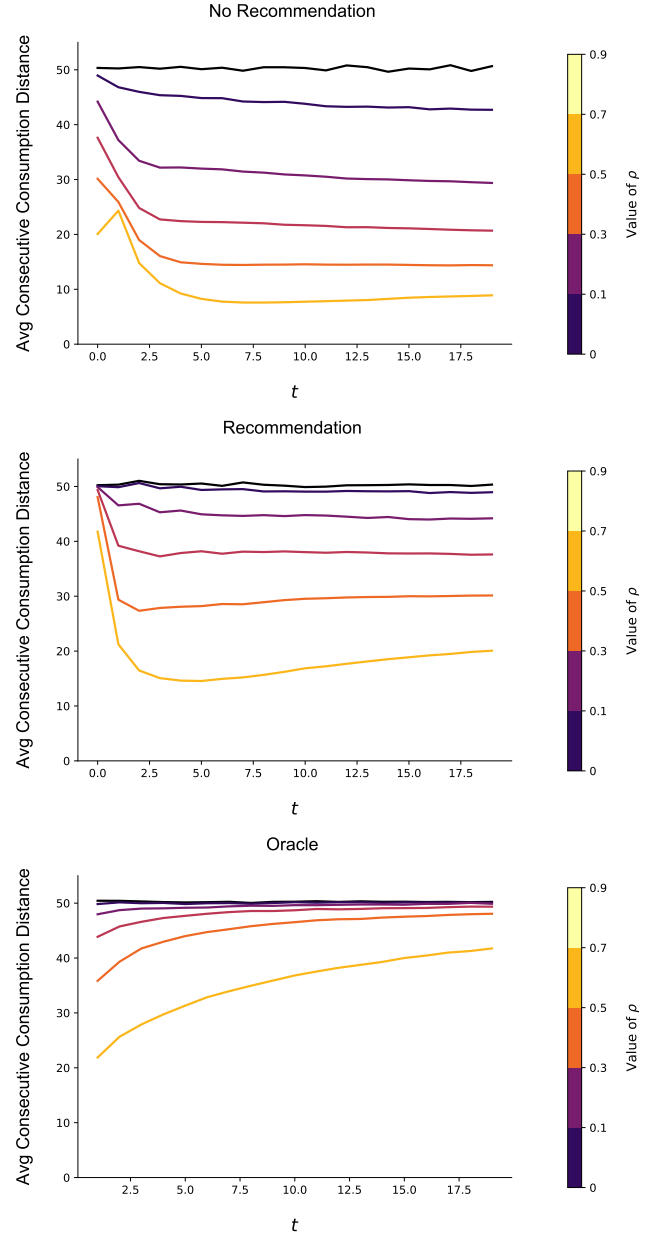 No Recommendation
Avg Consecutive Consumption Distance
50
40
30
20
10
0
0.0 2.5 5.0 7.5 10.0 12.5 15.0 17.5
t
0.9
0.7
0.5
0.3
0.1
0
Value of ρ
Recommendation
Avg Consecutive Consumption Distance
50
40
30
20
10
0
0.0 2.5 5.0 7.5 10.0 12.5 15.0 17.5
t
0.9
0.7
0.5
0.3
0.1
0
Value of ρ
Oracle
Avg Consecutive Consumption Distance
50
40
30
20
10
0
2.5 5.0 7.5 10.0 12.5 15.0 17.5
t
0.9
0.7
0.5
0.3
0.1
0
Value of ρ